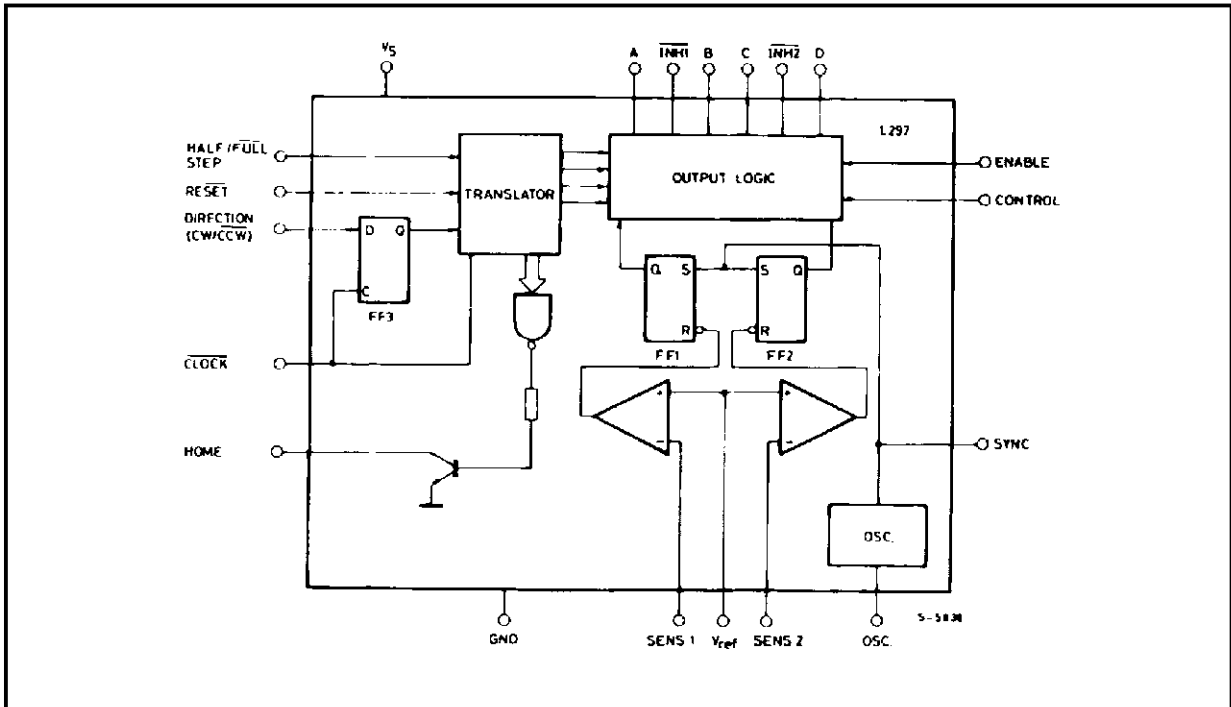 Vs
A INH1 B C INH2 D
L297
HALF/FULL
STEP
RESET
DIRECTION
(CW/CCW)
CLOCK
HOME
TRANSLATOR
OUTPUT LOGIC
ENABLE
CONTROL
D Q
C
FF3
Q S
R
FF1
S Q
R
FF2
+
-
+
-
SYNC
OSC.
GND
SENS 1
Vref
SENS 2
OSC.